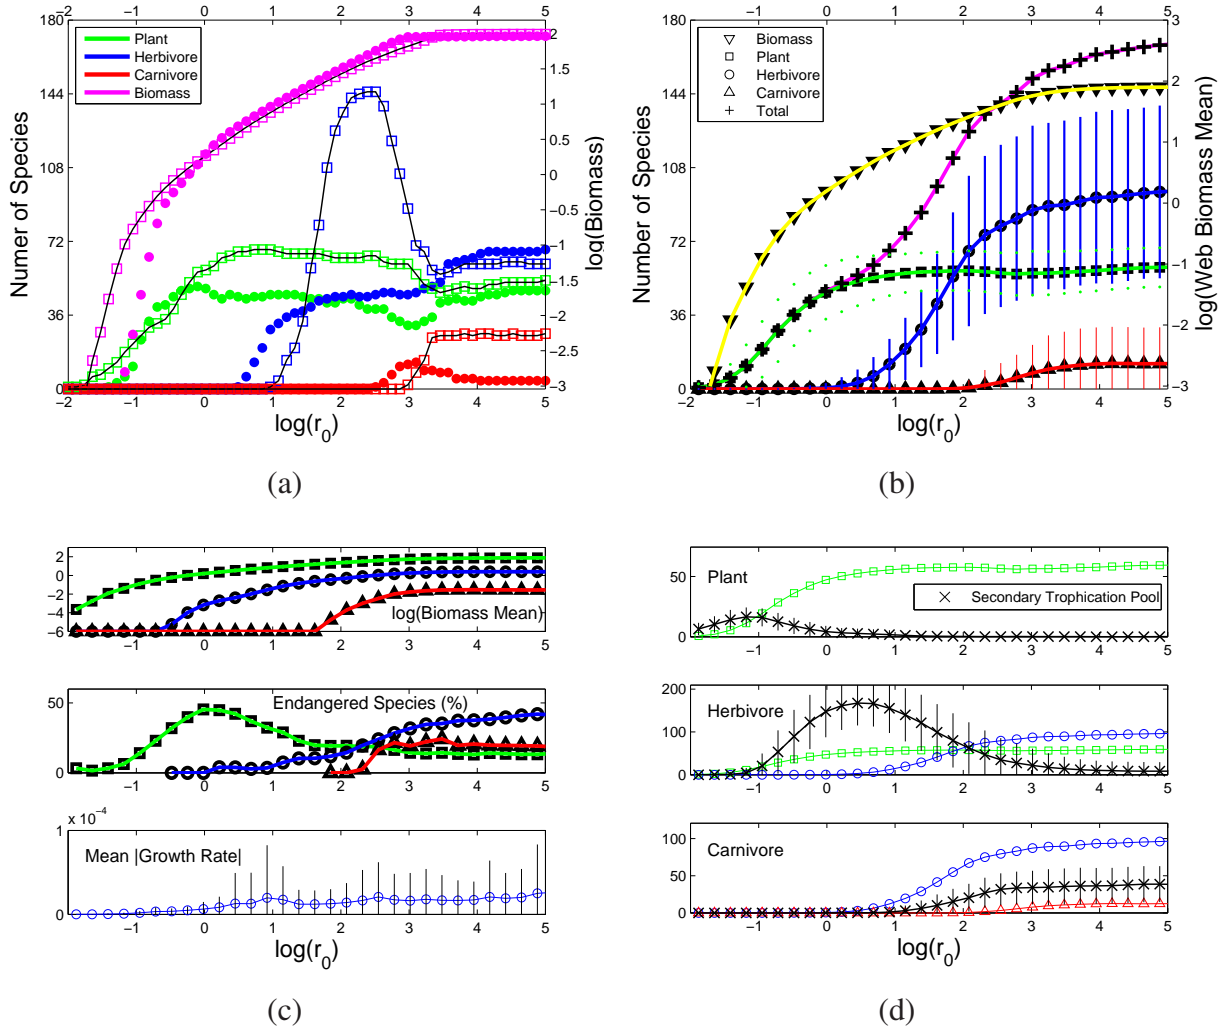 −2 −1 0 1 2 3 4 5
180
144
108
72
36
0
Numer of Species
Plant
Herbivore
Carnivore
Biomass
2
1.5
1
0.5
0
−0.5
−1
−1.5
−2
−2.5
−3
log(Biomass)
−2 −1 0 1 2 3 4 5
log(r0)
(a)
−2 −1 0 1 2 3 4 5
180
144
108
72
36
0
Number of Species
Biomass
Plant
Herbivore
Carnivore
Total
3
2
1
0
−1
−2
−3
log(Web Biomass Mean)
−2 −1 0 1 2 3 4 5
log(r0)
(b)
2
0
−2
−4
−6
log(Biomass Mean)
−1 0 1 2 3 4 5
50
0
Endangered Species (%)
−1 0 1 2 3 4 5
1 x 10−4
0
Mean |Growth Rate|
−1 0 1 2 3 4 5
log(r0)
(c)
50
0
Plant
Secondary Trophication Pool
−1 0 1 2 3 4 5
200
100
0
Herbivore
−1 0 1 2 3 4 5
100
50
0
Carnivore
−1 0 1 2 3 4 5
log(r0)
(d)